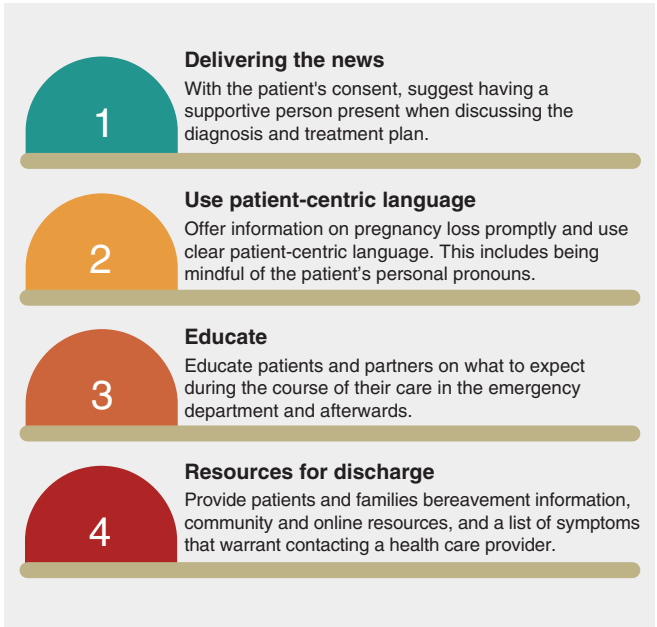 1
Delivering the news
With the patient's consent, suggest having a
supportive person present when discussing the
diagnosis and treatment plan.
2
Use patient-centric language
Offer information on pregnancy loss promptly and use
clear patient-centric language. This includes being
mindful of the patient’s personal pronouns.
3
Educate
Educate patients and partners on what to expect
during the course of their care in the emergency
department and afterwards.
4
Resources for discharge
Provide patients and families bereavement information,
community and online resources, and a list of symptoms
that warrant contacting a health care provider.